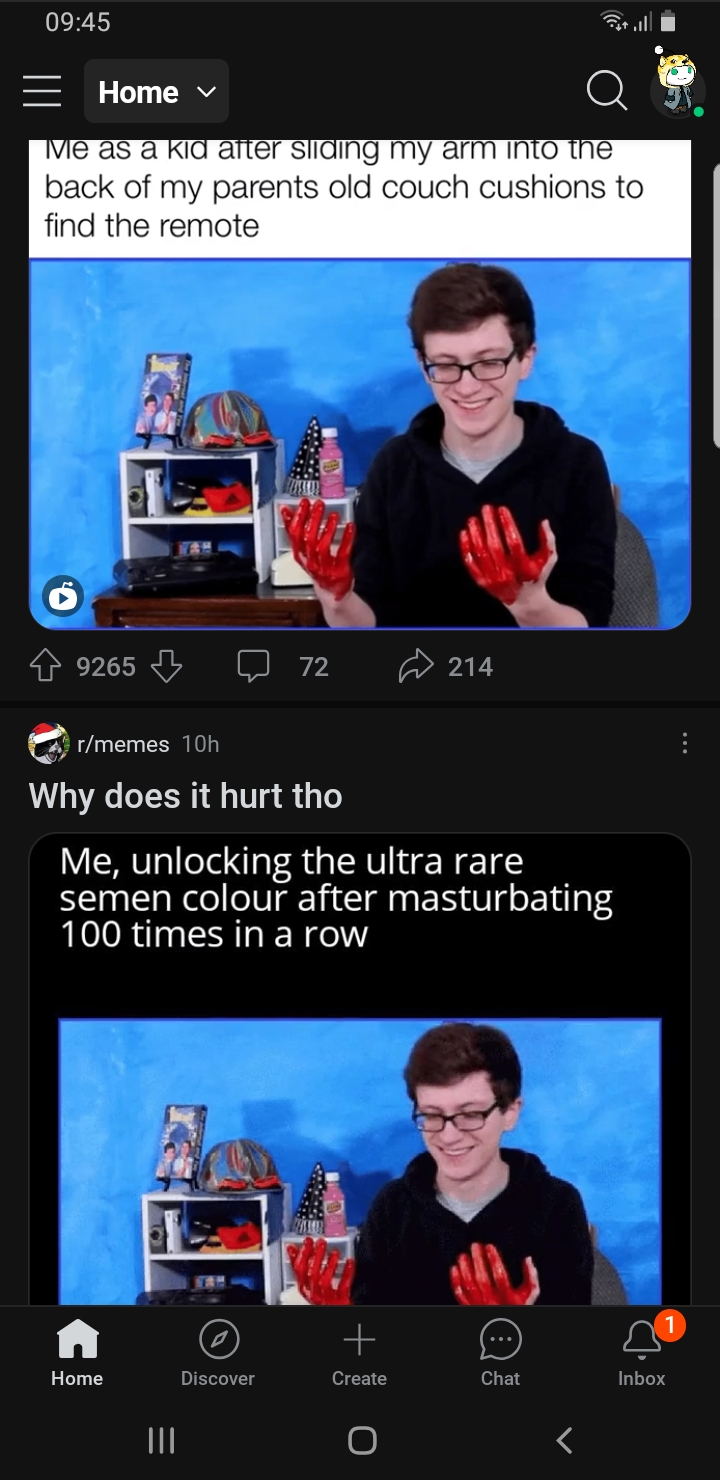 09:45
Home
Me as a kid after sliding my arm into the
back of my parents old couch cushions to
find the remote
9265
72
214
r/memes 10h
Why does it hurt tho
Me, unlocking the ultra rare
semen colour after masturbating
100 times in a row
1
Home
Discover
Create
Chat
Inbox